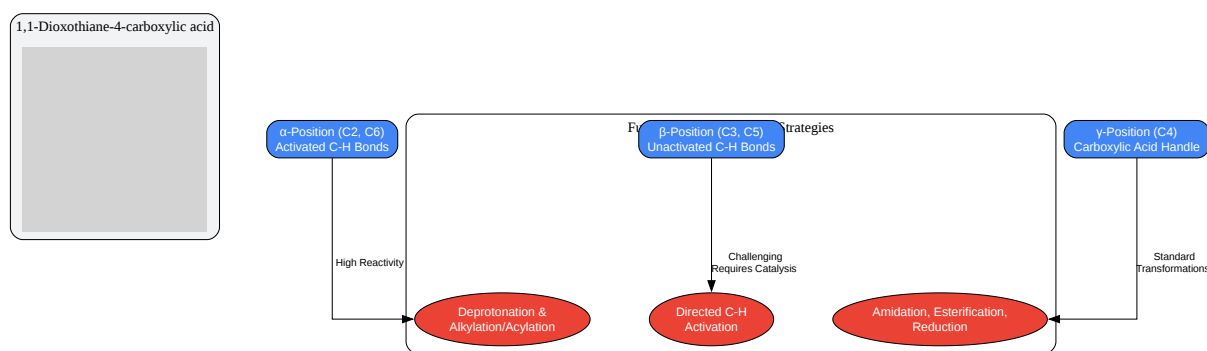 1,1-Dioxothiane-4-carboxylic acid
Strategies
α-Position (C2, C6)
Activated C-H Bonds
β-Position (C3, C5)
Unactivated C-H Bonds
γ-Position (C4)
Carboxylic Acid Handle
High Reactivity
Challenging
Requires Catalysis
Standard
Transformations
Deprotonation &
Alkylation/Acylation
Directed C-H
Activation
Amidation, Esterification,
Reduction